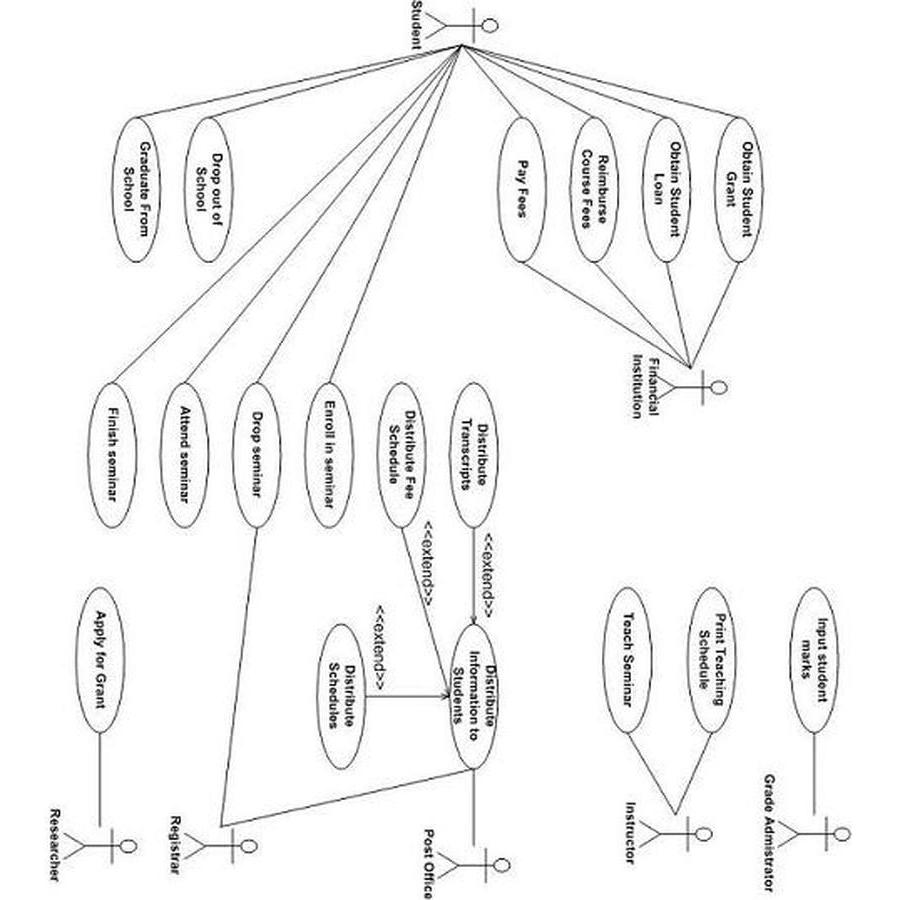 Input student
marks
Grade Admistrator
Obtain Student
Grant
Print Teaching
Schedule
Obtain Student
Loan
Financial
Institution
Teach Seminar
Instructor
Reimburse
Course Fees
Pay Fees
<<extend>>
Distribute
Transcripts
Distribute
Information to
Students
Post Office
Student
<<extend>>
Distribute Fee
Schedule
<<extend>>
Distribute
Schedules
Enroll in seminar
Drop seminar
Drop out of
School
Attend seminar
Registrar
Graduate From
School
Finish seminar
Apply for Grant
Researcher